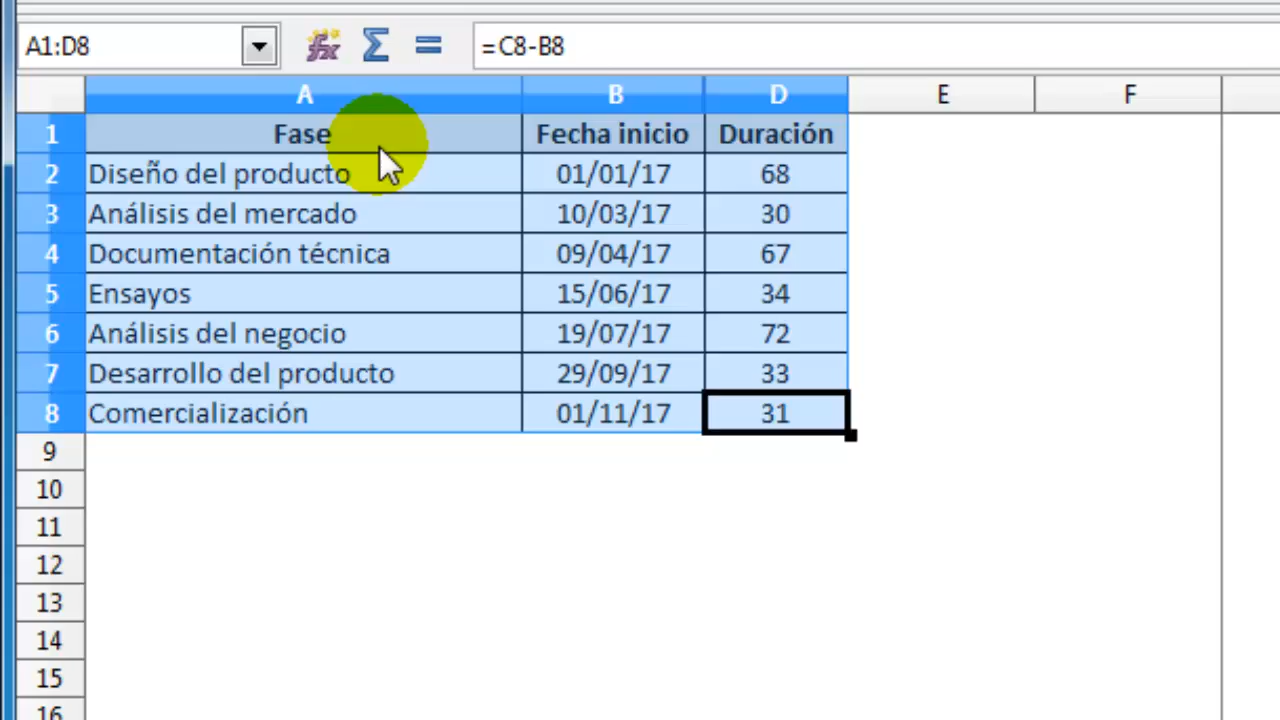 A1:D8 =C8-B8
A B D E F
1 Fase Fecha inicio Duración
2 Diseño del producto 01/01/17 68
3 Análisis del mercado 10/03/17 30
4 Documentación técnica 09/04/17 67
5 Ensayos 15/06/17 34
6 Análisis del negocio 19/07/17 72
7 Desarrollo del producto 29/09/17 33
8 Comercialización 01/11/17 31
9
10
11
12
13
14
15
16